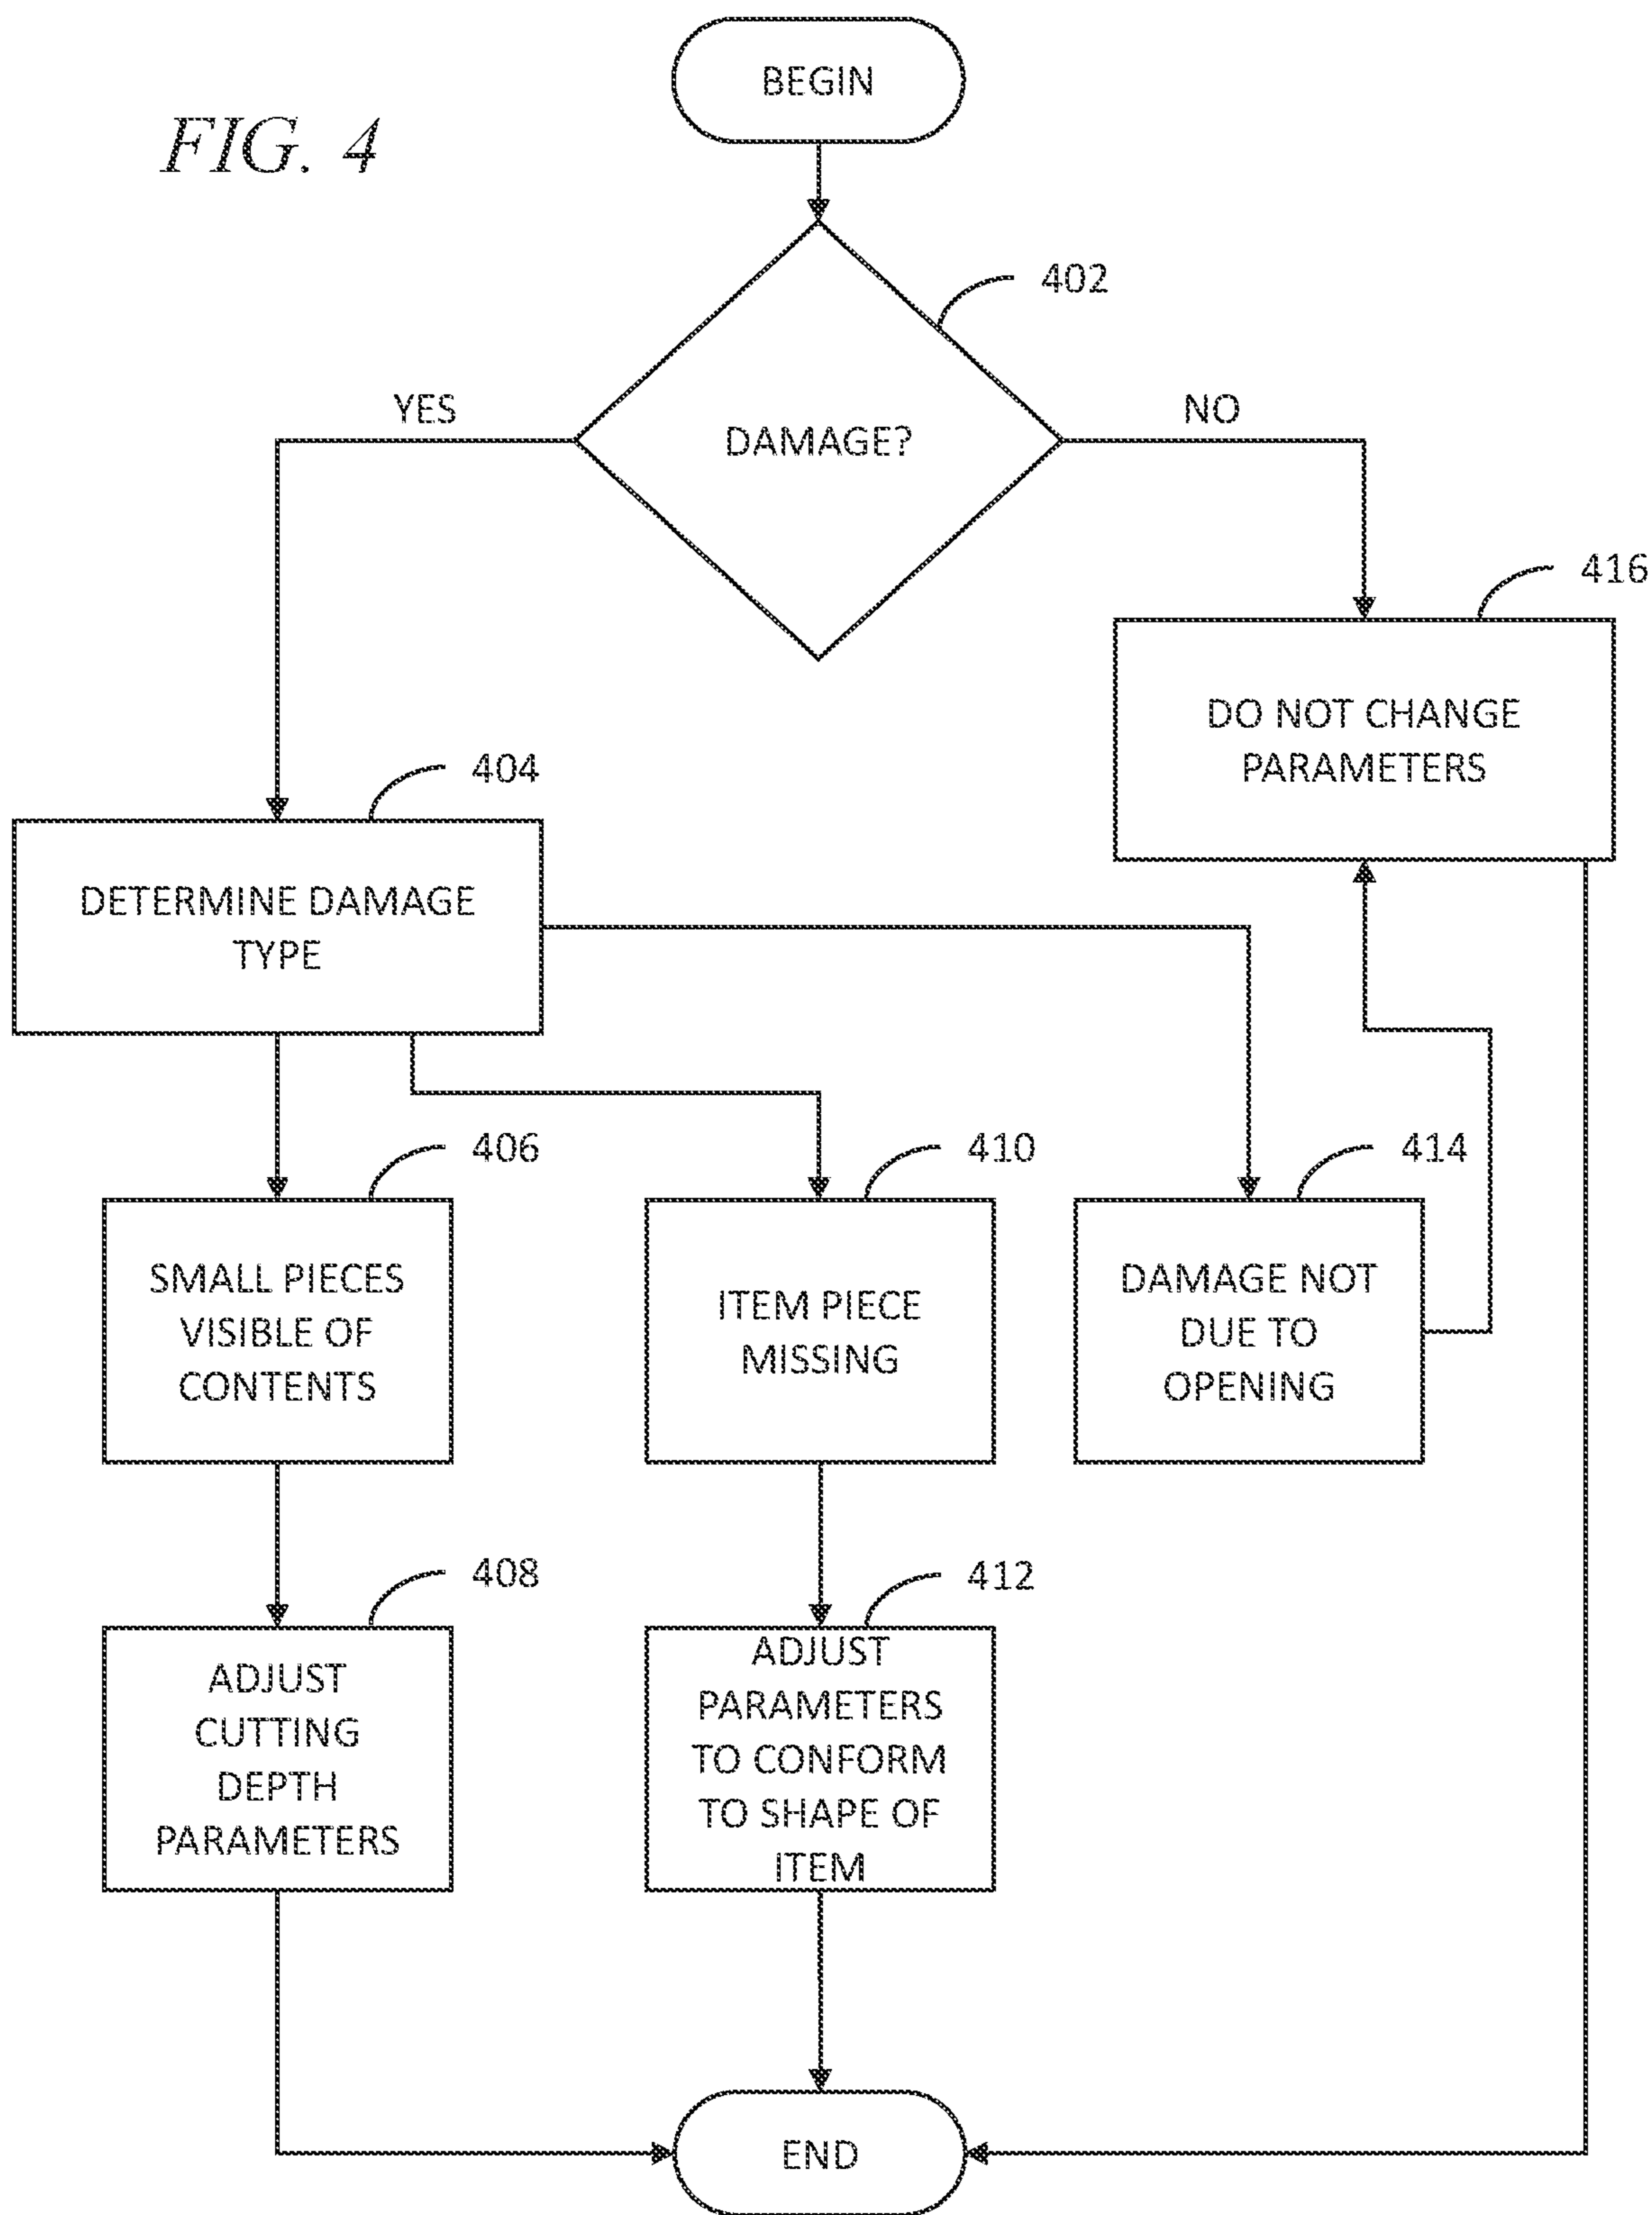 BEGIN
FIG. 4
402
YES
NO
DAMAGE?
416
DO NOT CHANGE
PARAMETERS
404
DETERMINE DAMAGE
TYPE
406
410
414
SMALL PIECES
VISIBLE OF
CONTENTS
ITEM PIECE
MISSING
DAMAGE NOT
DUE TO
OPENING
408
412
ADJUST
CUTTING
DEPTH
PARAMETERS
ADJUST
PARAMETERS
TO CONFORM
TO SHAPE OF
ITEM
END